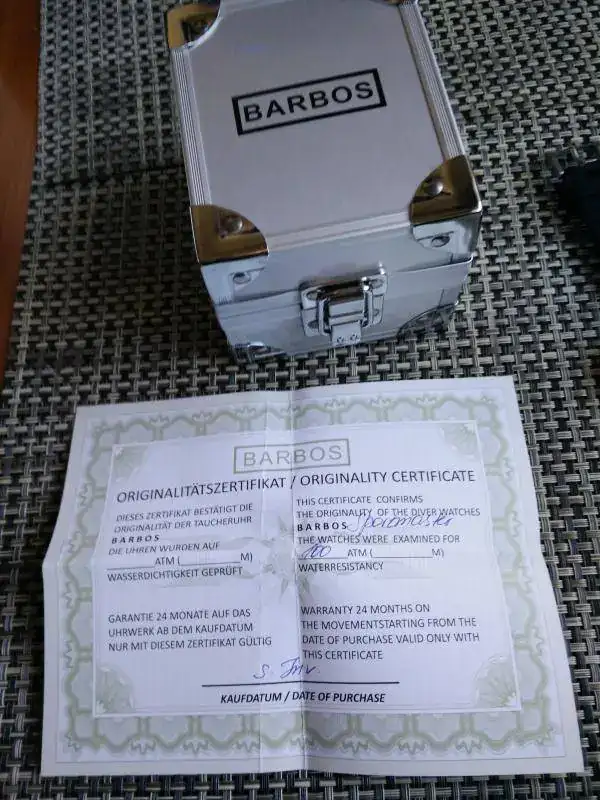 BARBOS
BARBOS
ORIGINALITÄTSZERTIFIKAT / ORIGINALITY CERTIFICATE
DIESES ZERTIFIKAT BESTÄTIGT DIE
ORIGINALITÄT DER TAUCHERUHR
BARBOS
DIE UHREN WURDEN AUF
________ATM (__________M)
WASSERDICHTIGKEIT GEPRÜFT
GARANTIE 24 MONATE AUF DAS
UHRWERK AB DEM KAUFDATUM
NUR MIT DIESEM ZERTIFIKAT GÜLTIG
THIS CERTIFICATE CONFIRMS
THE ORIGINALITY OF THE DIVER WATCHES
BARBOS
THE WATCHES WERE EXAMINED FOR
ATM (__________M)
WATERRESISTANCY
WARRANTY 24 MONTHS ON
THE MOVEMENTSTARTING FROM THE
DATE OF PURCHASE VALID ONLY WITH
THIS CERTIFICATE
KAUFDATUM / DATE OF PURCHASE